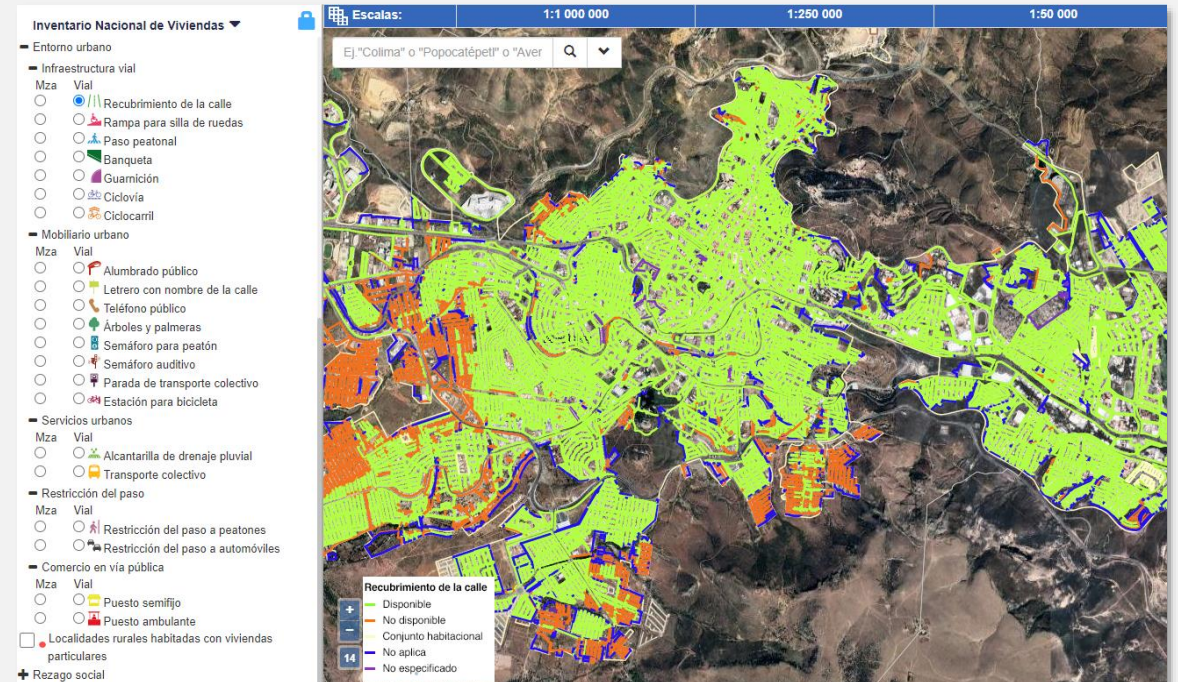 Inventario Nacional de Viviendas
Entorno urbano
Infraestructura vial
Mza Vial
Recubrimiento de la calle
Rampa para silla de ruedas
Paso peatonal
Banqueta
Guarnición
Ciclovía
Ciclocarril
Mobiliario urbano
Mza Vial
Alumbrado público
Letrero con nombre de la calle
Teléfono público
Árboles y palmeras
Semáforo para peatón
Semáforo auditivo
Parada de transporte colectivo
Estación para bicicleta
Servicios urbanos
Mza Vial
Alcantarilla de drenaje pluvial
Transporte colectivo
Restricción del paso
Mza Vial
Restricción del paso a peatones
Restricción del paso a automóviles
Comercio en vía pública
Mza Vial
Puesto semifijo
Puesto ambulante
Localidades rurales habitadas con viviendas
particulares
Rezago social
Escalas: 1:1 000 000 1:250 000 1:50 000
Ej."Colima" o "Popocatépetl" o "Aver
Recubrimiento de la calle
Disponible
No disponible
Conjunto habitacional
No aplica
No especificado
+
−
14